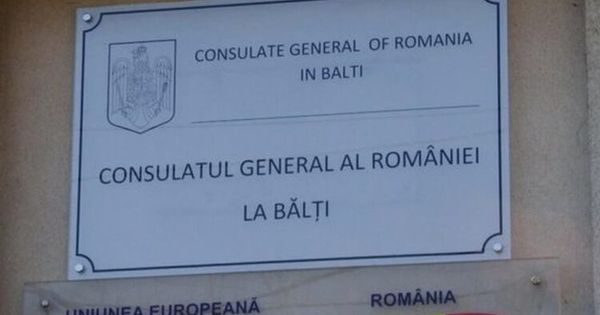 CONSULATE GENERAL OF ROMANIA
IN BALTI
CONSULATUL GENERAL AL ROMÂNIEI
LA BĂLȚI
UNIUNEA EUROPEANĂ
ROMÂNIA